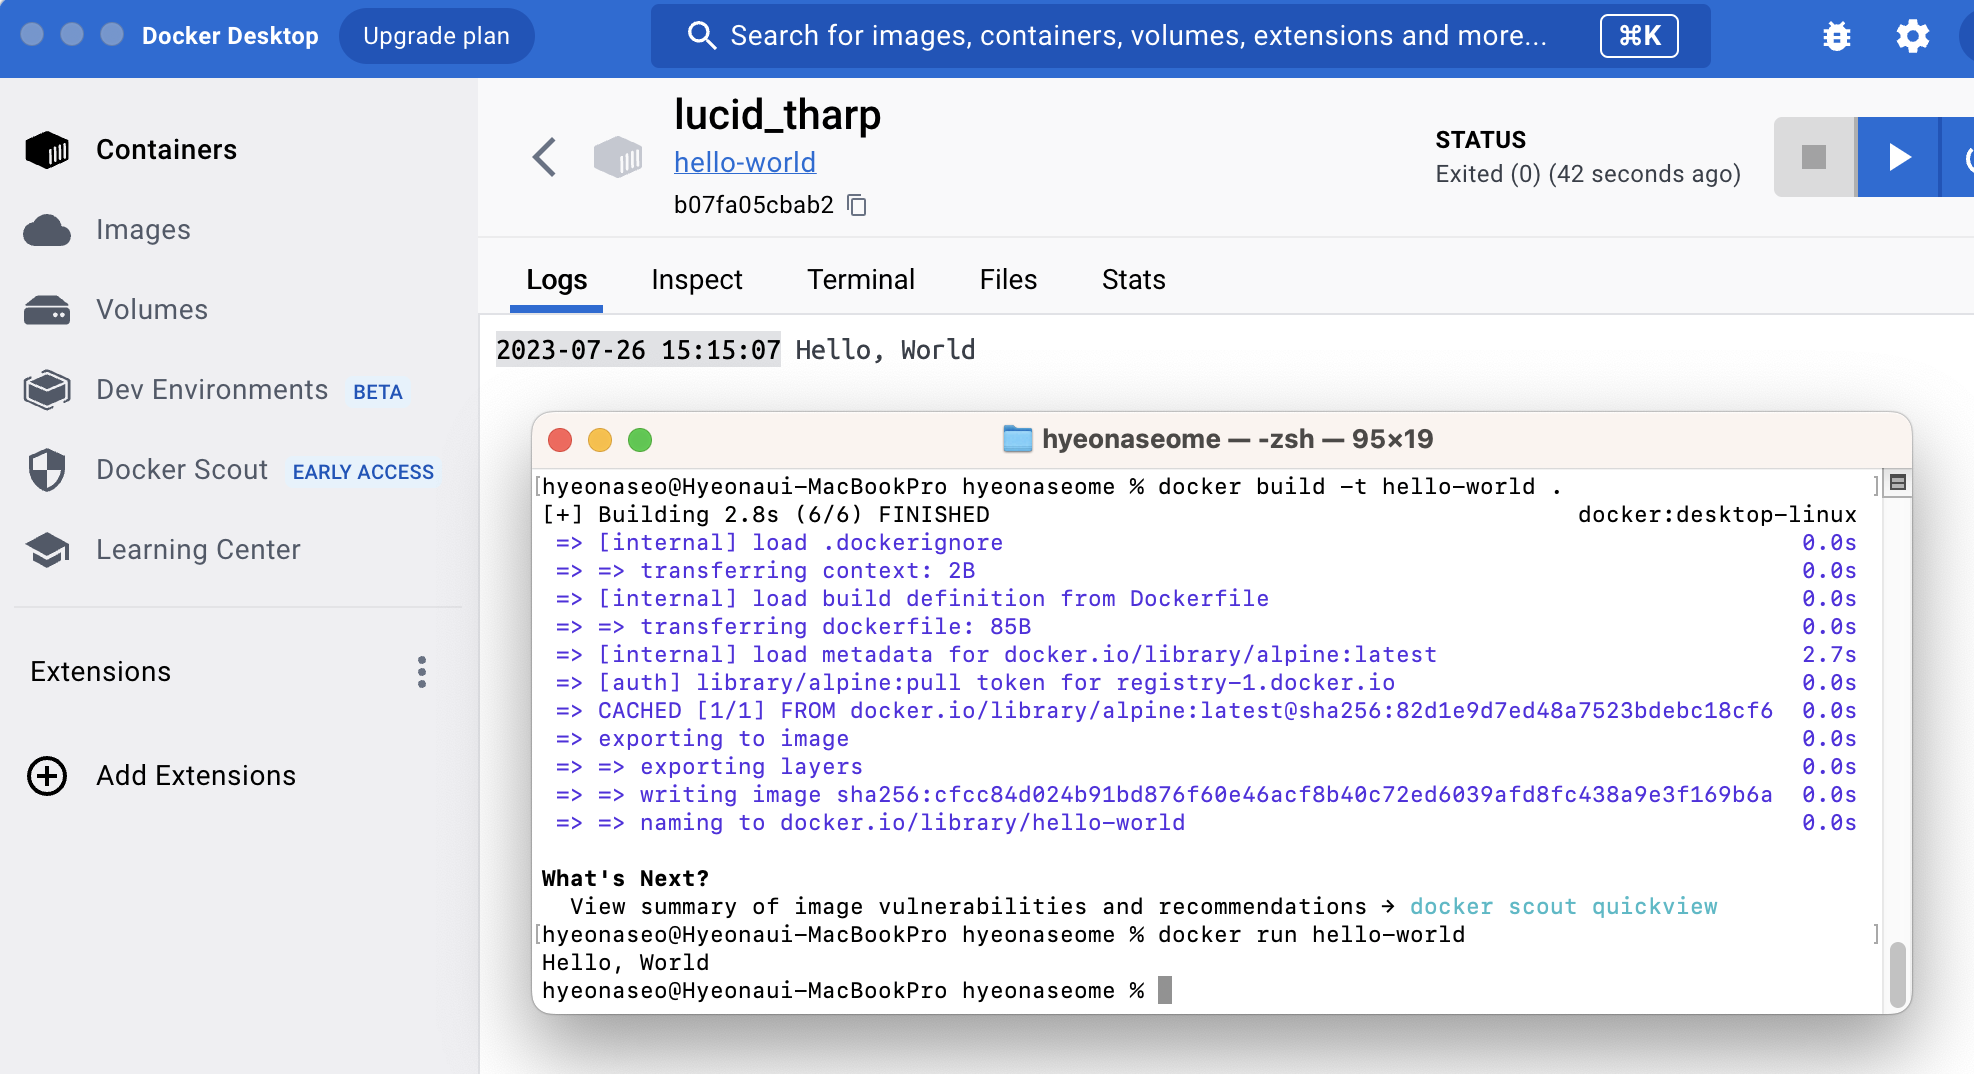 Docker Desktop
Upgrade plan
Search for images, containers, volumes, extensions and more...
⌘K
Containers
Images
Volumes
Dev Environments BETA
Docker Scout EARLY ACCESS
Learning Center
Extensions
Add Extensions
lucid_tharp
hello-world
b07fa05cbab2
STATUS
Exited (0) (42 seconds ago)
Logs Inspect Terminal Files Stats
2023-07-26 15:15:07 Hello, World
hyeonaseome — -zsh — 95×19
[hyeonaseo@Hyeonaui-MacBookPro hyeonaseome % docker build -t hello-world . ]
[+] Building 2.8s (6/6) FINISHED docker:desktop-linux
=> [internal] load .dockerignore 0.0s
=> => transferring context: 2B 0.0s
=> [internal] load build definition from Dockerfile 0.0s
=> => transferring dockerfile: 85B 0.0s
=> [internal] load metadata for docker.io/library/alpine:latest 2.7s
=> [auth] library/alpine:pull token for registry-1.docker.io 0.0s
=> CACHED [1/1] FROM docker.io/library/alpine:latest@sha256:82d1e9d7ed48a7523bdebc18cf6 0.0s
=> exporting to image 0.0s
=> => exporting layers 0.0s
=> => writing image sha256:cfcc84d024b91bd876f60e46acf8b40c72ed6039afd8fc438a9e3f169b6a 0.0s
=> => naming to docker.io/library/hello-world 0.0s
What's Next?
View summary of image vulnerabilities and recommendations → docker scout quickview
[hyeonaseo@Hyeonaui-MacBookPro hyeonaseome % docker run hello-world ]
Hello, World
hyeonaseo@Hyeonaui-MacBookPro hyeonaseome %